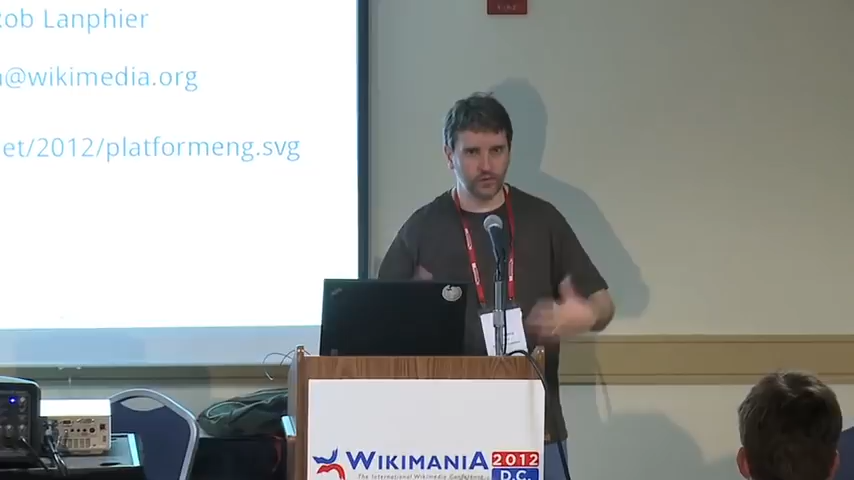 ob Lanphier
@wikimedia.org
et/2012/platformeng.svg
WIKIMANIA 2012
The International Wikimedia Conference D.C.